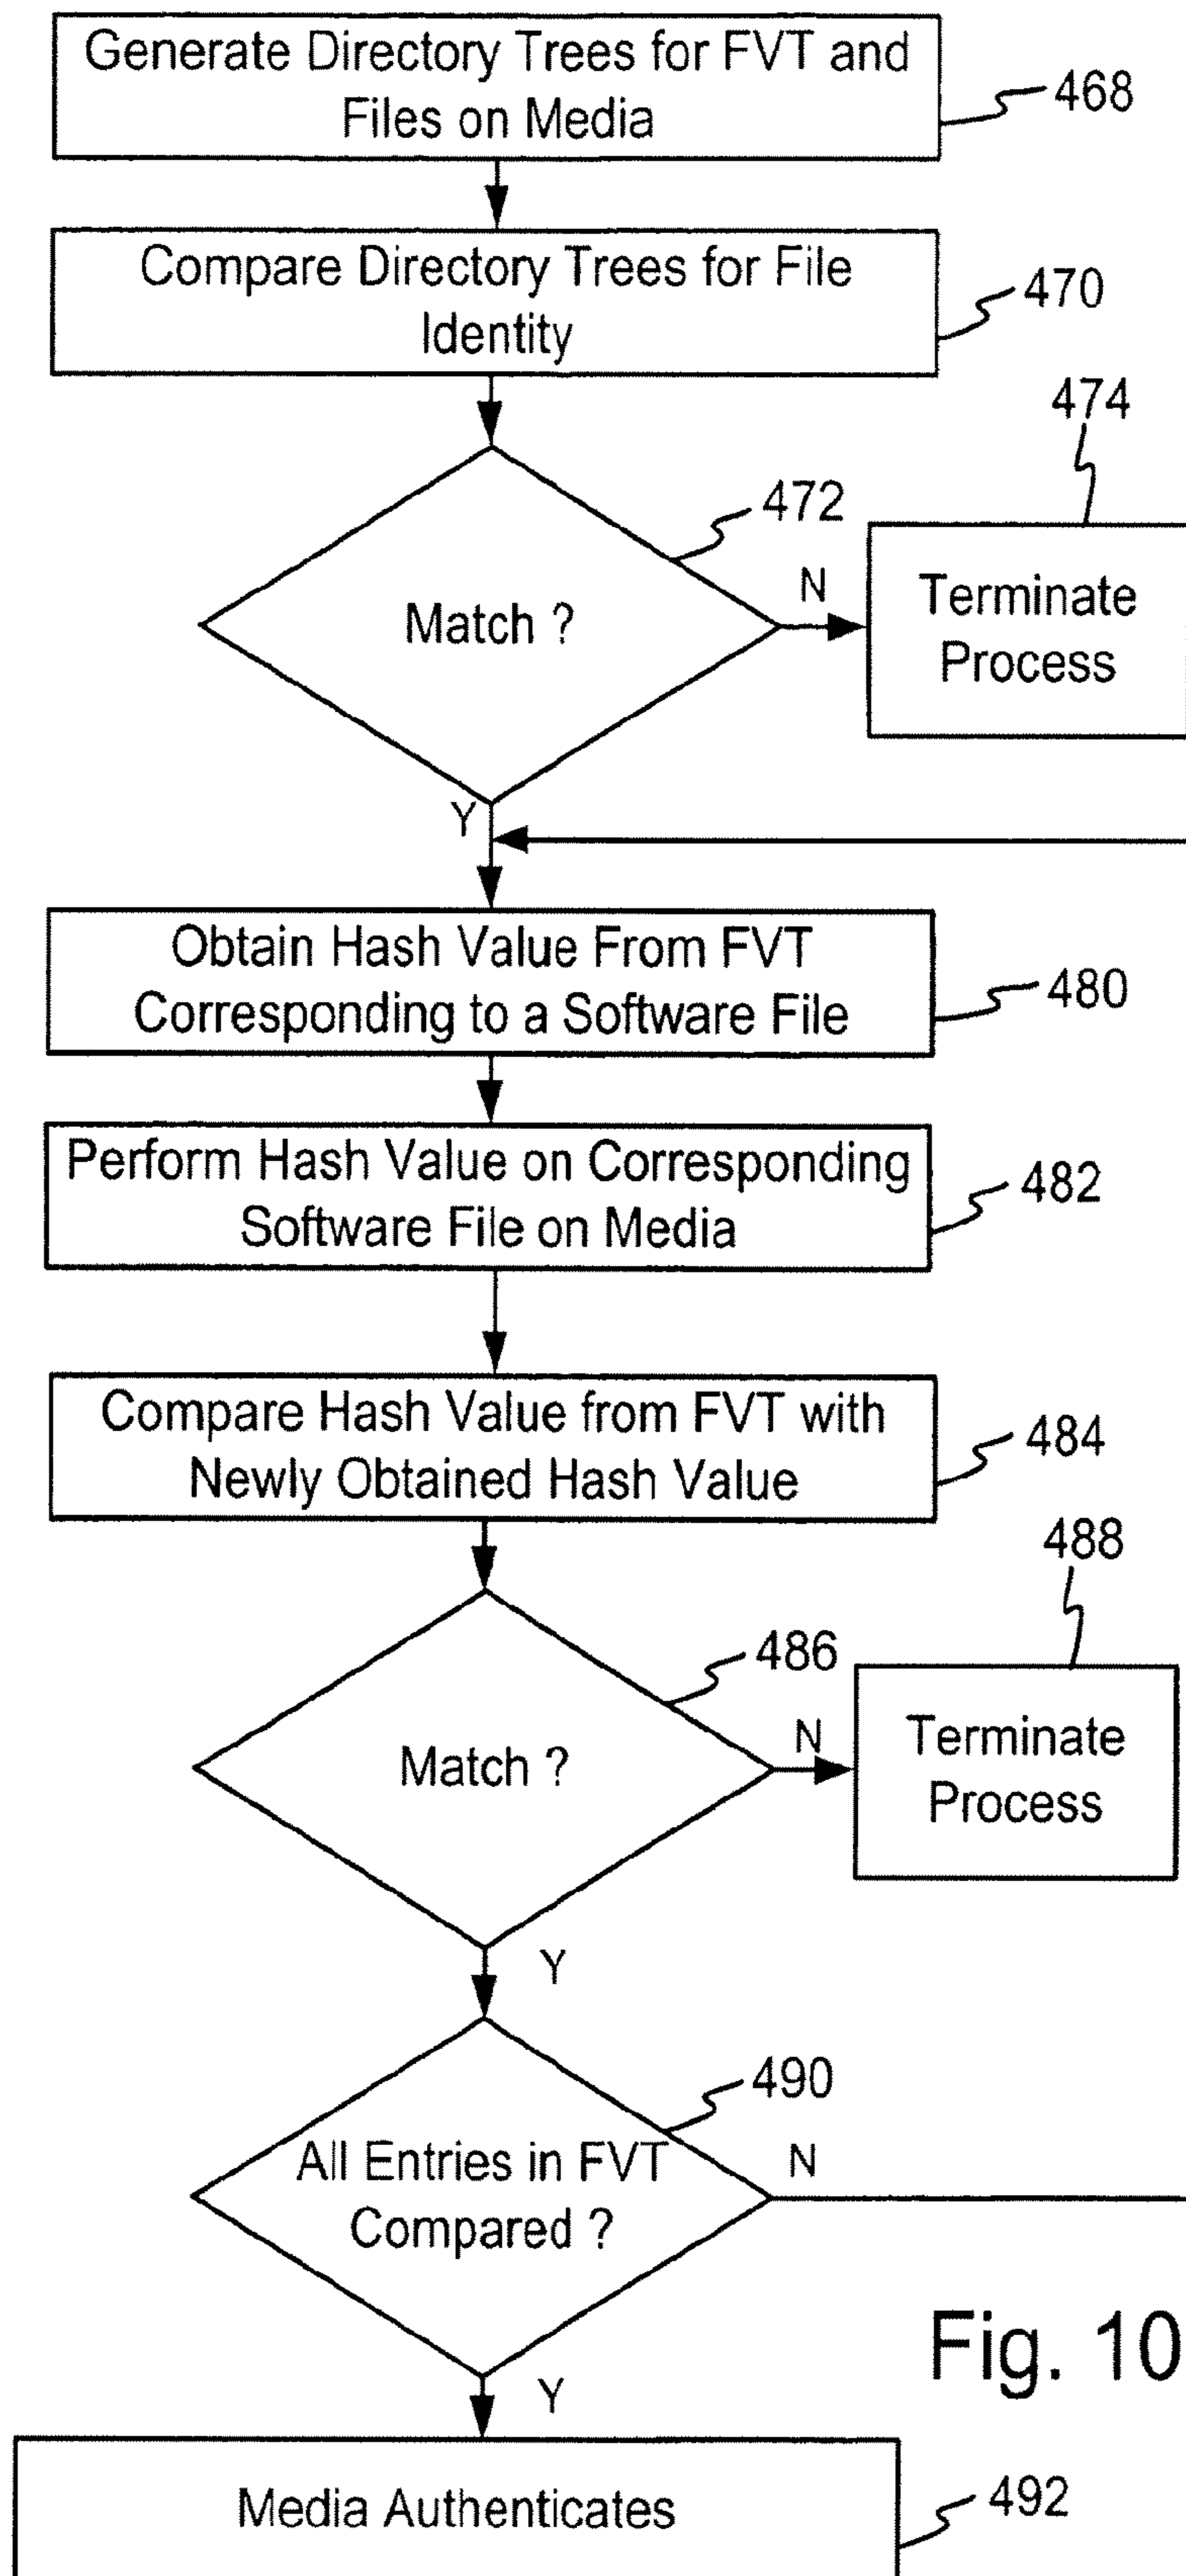 Generate Directory Trees for FVT and
Files on Media
468
Compare Directory Trees for File
Identity
470
474
472
Match ?
N
Terminate
Process
Y
Obtain Hash Value From FVT
Corresponding to a Software File
480
Perform Hash Value on Corresponding
Software File on Media
482
Compare Hash Value from FVT with
Newly Obtained Hash Value
484
488
486
Match ?
N
Terminate
Process
Y
490
All Entries in FVT
Compared ?
N
Fig. 10
Y
Media Authenticates
492